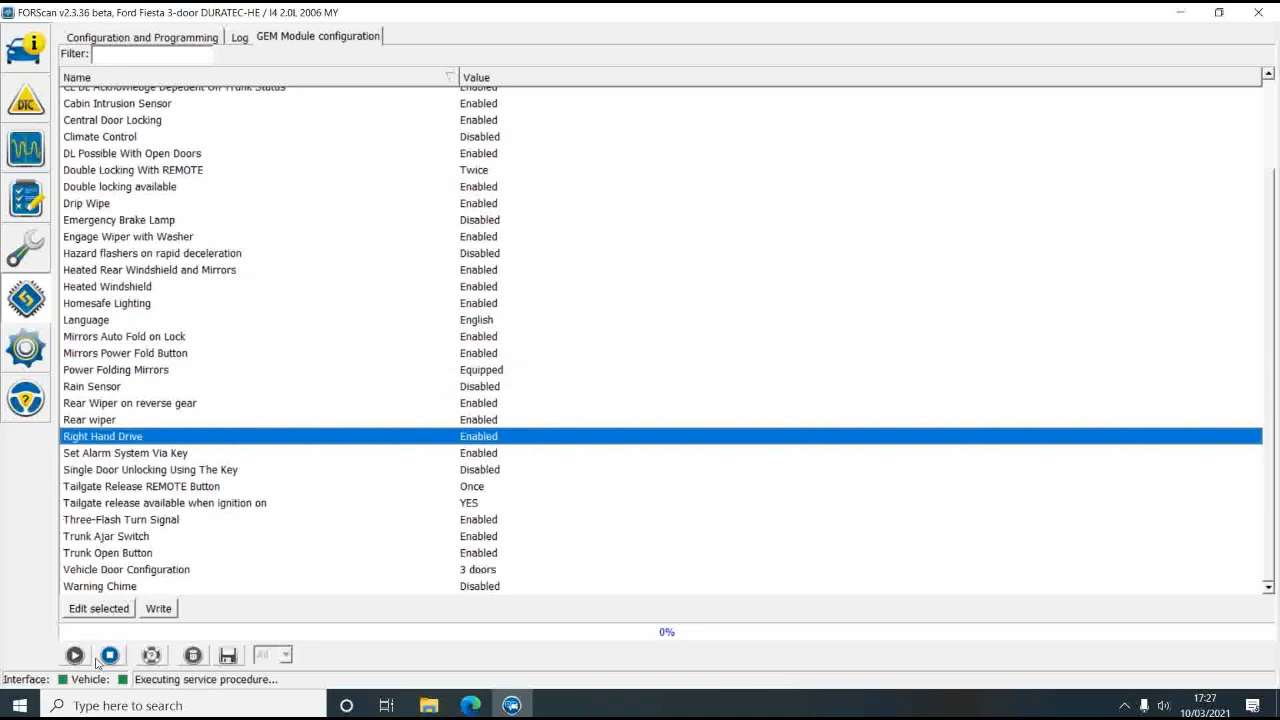 FORScan v2.3.36 beta, Ford Fiesta 3-door DURATEC-HE / I4 2.0L 2006 MY
Configuration and Programming Log GEM Module configuration
Filter:
Name Value
CL DL Acknowledge Depedent On Trunk Status Enabled
Cabin Intrusion Sensor Enabled
Central Door Locking Enabled
Climate Control Disabled
DL Possible With Open Doors Enabled
Double Locking With REMOTE Twice
Double locking available Enabled
Drip Wipe Enabled
Emergency Brake Lamp Disabled
Engage Wiper with Washer Enabled
Hazard flashers on rapid deceleration Disabled
Heated Rear Windshield and Mirrors Enabled
Heated Windshield Enabled
Homesafe Lighting Enabled
Language English
Mirrors Auto Fold on Lock Enabled
Mirrors Power Fold Button Enabled
Power Folding Mirrors Equipped
Rain Sensor Disabled
Rear Wiper on reverse gear Enabled
Rear wiper Enabled
Right Hand Drive Enabled
Set Alarm System Via Key Enabled
Single Door Unlocking Using The Key Disabled
Tailgate Release REMOTE Button Once
Tailgate release available when ignition on YES
Three-Flash Turn Signal Enabled
Trunk Ajar Switch Enabled
Trunk Open Button Enabled
Vehicle Door Configuration 3 doors
Warning Chime Disabled
Edit selected Write
0%
All
Interface: Vehicle: Executing service procedure...
Type here to search
17:27
10/03/2021
DTC